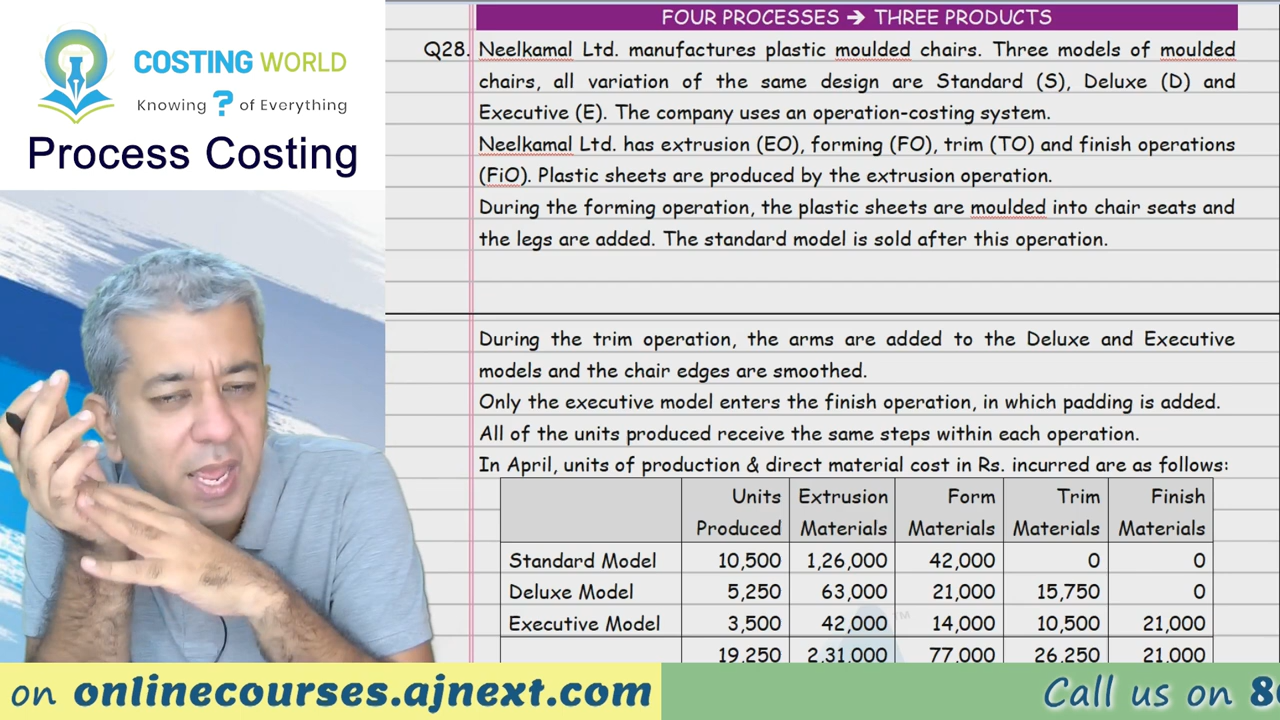 FOUR PROCESSES ➔ THREE PRODUCTS
COSTING WORLD
Knowing ? of Everything
Process Costing
Q28. Neelkamal Ltd. manufactures plastic moulded chairs. Three models of moulded
chairs, all variation of the same design are Standard (S), Deluxe (D) and
Executive (E). The company uses an operation-costing system.
Neelkamal Ltd. has extrusion (EO), forming (FO), trim (TO) and finish operations
(FiO). Plastic sheets are produced by the extrusion operation.
During the forming operation, the plastic sheets are moulded into chair seats and
the legs are added. The standard model is sold after this operation.
During the trim operation, the arms are added to the Deluxe and Executive
models and the chair edges are smoothed.
Only the executive model enters the finish operation, in which padding is added.
All of the units produced receive the same steps within each operation.
In April, units of production & direct material cost in Rs. incurred are as follows:
Units Extrusion Form Trim Finish
Produced Materials Materials Materials Materials
Standard Model 10,500 1,26,000 42,000 0 0
Deluxe Model 5,250 63,000 21,000 15,750 0
Executive Model 3,500 42,000 14,000 10,500 21,000
19,250 2,31,000 77,000 26,250 21,000
TM
on onlinecourses.ajnext.com
Call us on 8